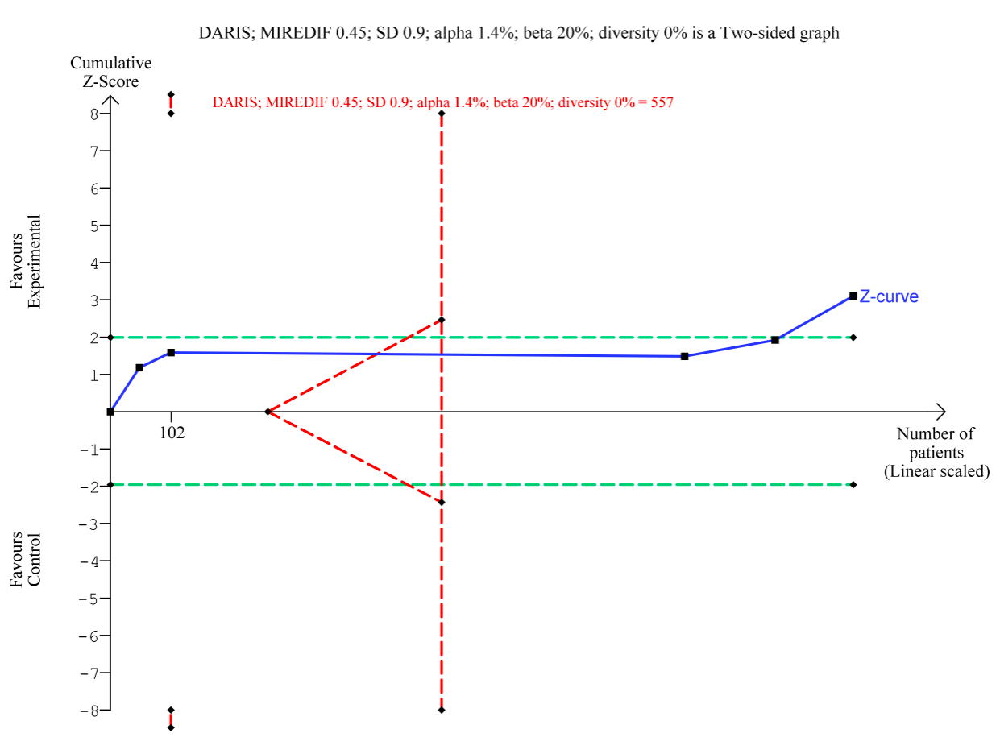 DARIS; MIREDIF 0.45; SD 0.9; alpha 1.4%; beta 20%; diversity 0% is a Two-sided graph
Cumulative
Z-Score
DARIS; MIREDIF 0.45; SD 0.9; alpha 1.4%; beta 20%; diversity 0% = 557
8
7
6
5
4
3
2
1
-1
-2
-3
-4
-5
-6
-7
-8
Favours
Experimental
Favours
Control
Z-curve
102
Number of
patients
(Linear scaled)